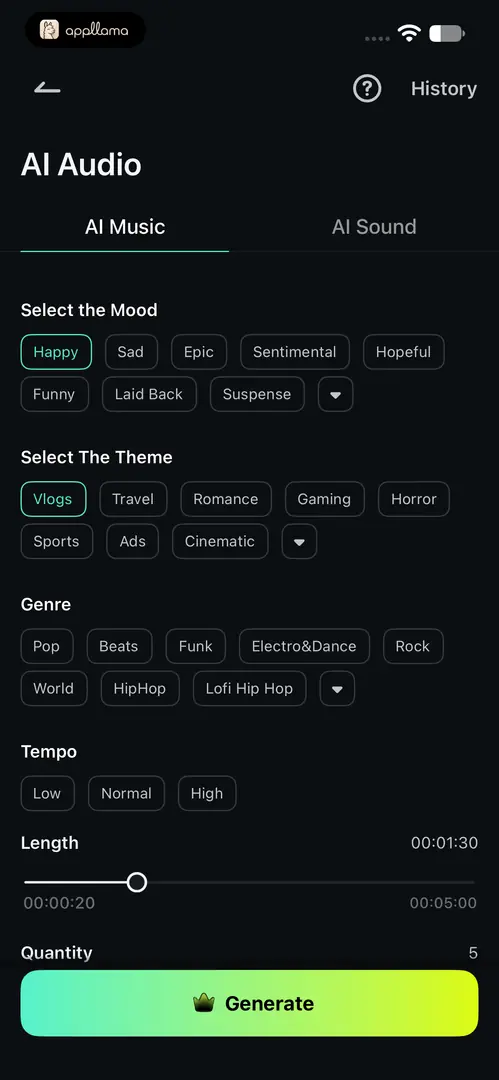 appllama
History
AI Audio
AI Music AI Sound
Select the Mood
Happy Sad Epic Sentimental Hopeful
Funny Laid Back Suspense
Select The Theme
Vlogs Travel Romance Gaming Horror
Sports Ads Cinematic
Genre
Pop Beats Funk Electro&Dance Rock
World HipHop Lofi Hip Hop
Tempo
Low Normal High
Length 00:01:30
00:00:20 00:05:00
Quantity 5
Generate